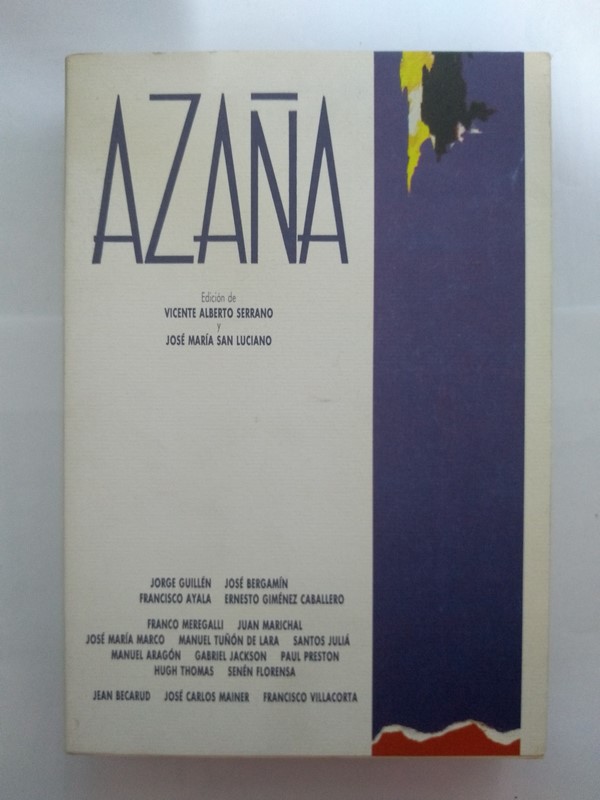 AZAÑA
Edición de
VICENTE ALBERTO SERRANO
y
JOSÉ MARÍA SAN LUCIANO
JORGE GUILLÉN JOSÉ BERGAMÍN
FRANCISCO AYALA ERNESTO GIMÉNEZ CABALLERO
FRANCO MEREGALLI JUAN MARICHAL
JOSÉ MARÍA MARCO MANUEL TUÑÓN DE LARA SANTOS JULIÁ
MANUEL ARAGÓN GABRIEL JACKSON PAUL PRESTON
HUGH THOMAS SENÉN FLORENSA
JEAN BECARUD JOSÉ CARLOS MAINER FRANCISCO VILLACORTA